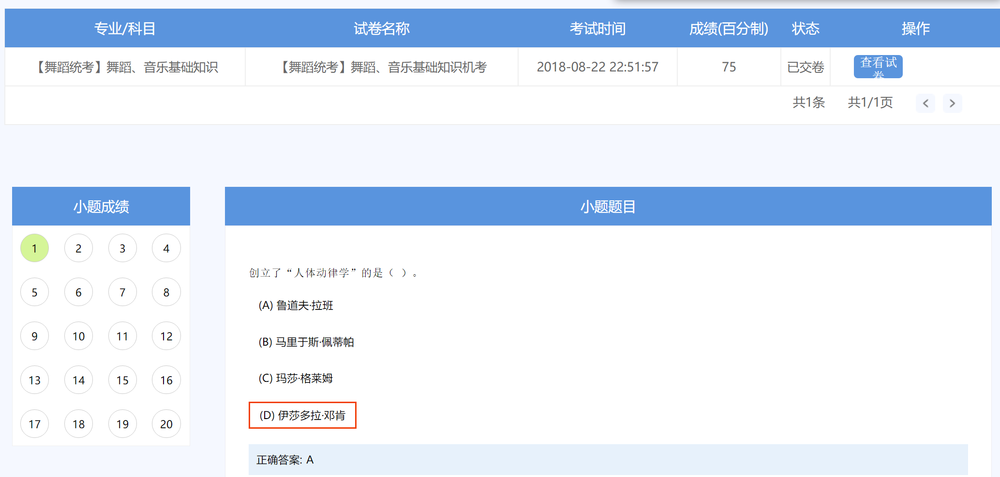 专业/科目 试卷名称 考试时间 成绩(百分制) 状态 操作
【舞蹈统考】舞蹈、音乐基础知识 【舞蹈统考】舞蹈、音乐基础知识机考 2018-08-22 22:51:57 75 已交卷 查看试
卷
共1条 共1/1页 < >
小题成绩
1 2 3 4
5 6 7 8
9 10 11 12
13 14 15 16
17 18 19 20
小题题目
创立了“人体动律学”的是（ ）。
(A) 鲁道夫·拉班
(B) 马里于斯·佩蒂帕
(C) 玛莎·格莱姆
(D) 伊莎多拉·邓肯
正确答案: A